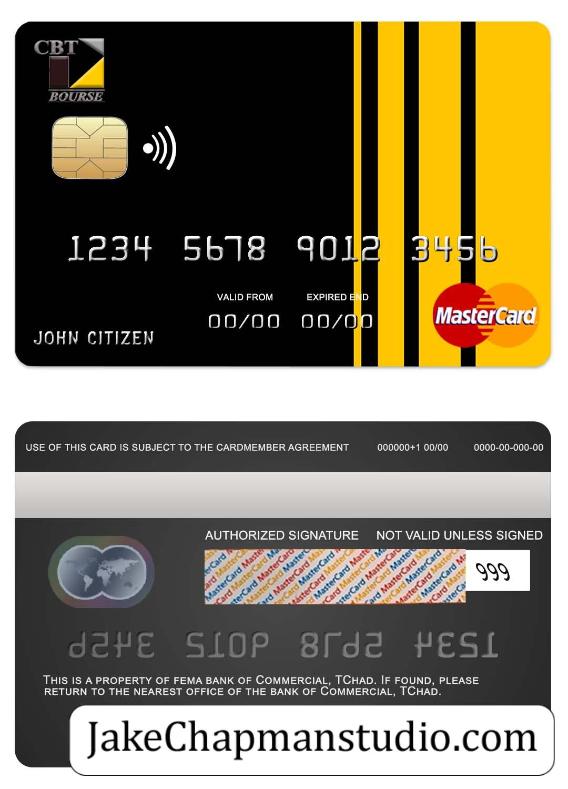 CBT
BOURSE
1234 5678 9012 3456
VALID FROM EXPIRED END
00/00 00/00
JOHN CITIZEN
MasterCard
USE OF THIS CARD IS SUBJECT TO THE CARDMEMBER AGREEMENT 000000+1 00/00 0000-00-000-00
AUTHORIZED SIGNATURE NOT VALID UNLESS SIGNED
MasterCard MasterCard MasterCard
999
THIS IS A PROPERTY OF FEMA BANK OF COMMERCIAL, TCHAD. IF FOUND, PLEASE
RETURN TO THE NEAREST OFFICE OF THE BANK OF COMMERCIAL, TCHAD.
JakeChapmanstudio.com